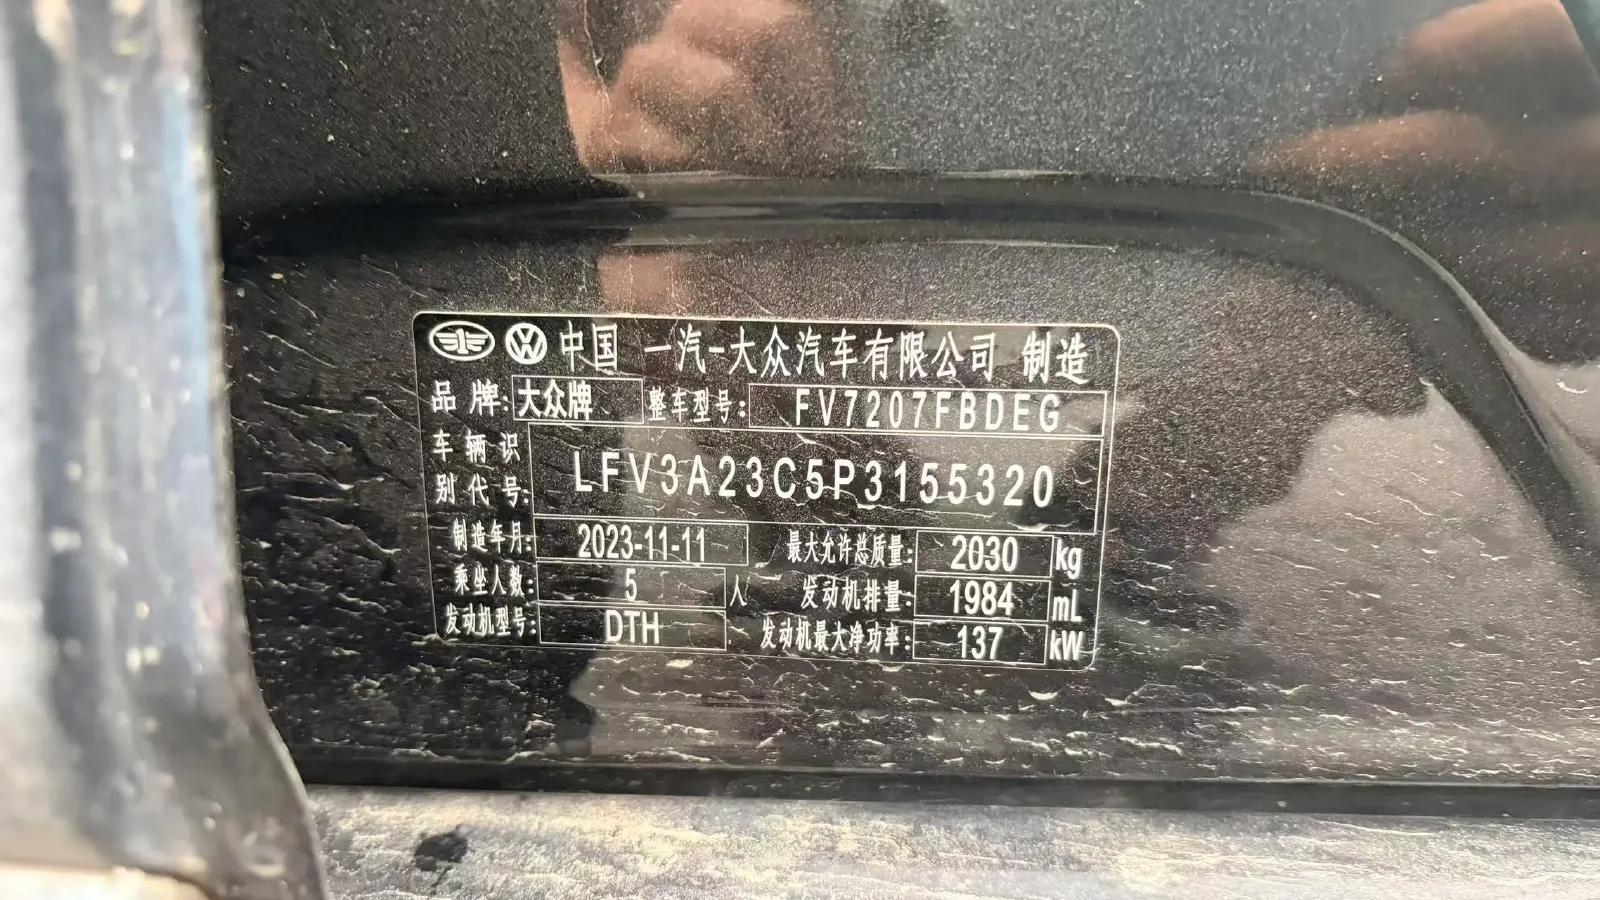 中国 一汽-大众汽车有限公司 制造
品牌: 大众牌 整车型号: FV7207FBDEG
车辆识别代号: LFV3A23C5P3155320
制造年月: 2023-11-11 最大允许总质量: 2030 kg
乘坐人数: 5 人 发动机排量: 1984 mL
发动机型号: DTH 发动机最大净功率: 137 kW